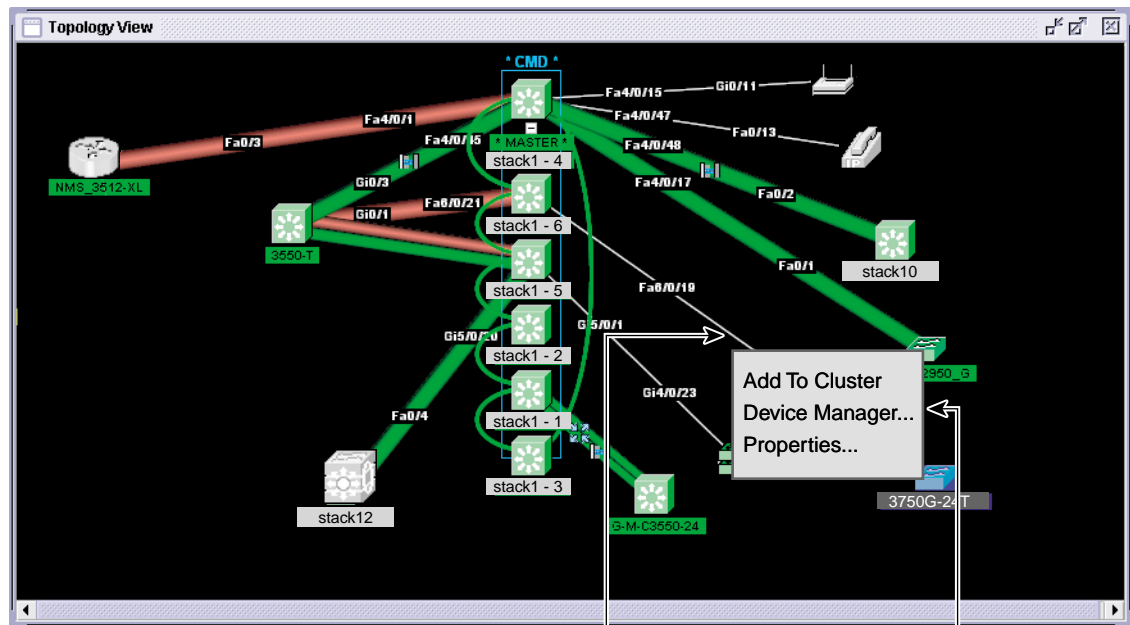 Topology View
* CMD *
Fa4/0/15
Gi0/11
Fa4/0/1
Fa4/0/47
Fa0/3
Fa4/0/45
* MASTER *
Fa0/13
stack1 - 4
Fa4/0/48
IP
NMS_3512-XL
Gi0/3
Fa4/0/17
Fa0/2
Gi0/1
Fa6/0/21
stack1 - 6
3550-T
Fa0/1
stack10
stack1 - 5
Fa6/0/19
Gi5/0/1
Gi5/0/20
stack1 - 2
2950_G
Add To Cluster
Gi4/0/23
Device Manager...
Fa0/4
stack1 - 1
Properties...
stack1 - 3
3750G-24T
stack12
G-M-C3550-24